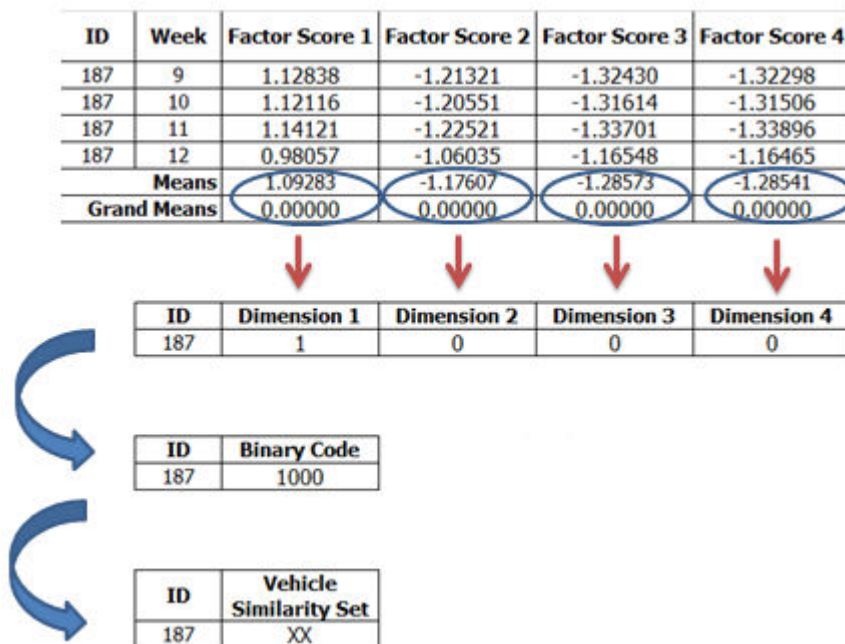 ID Week Factor Score 1 Factor Score 2 Factor Score 3 Factor Score 4
187 9 1.12838 -1.21321 -1.32430 -1.32298
187 10 1.12116 -1.20551 -1.31614 -1.31506
187 11 1.14121 -1.22521 -1.33701 -1.33896
187 12 0.98057 -1.06035 -1.16548 -1.16465
Means 1.09283 -1.17607 -1.28573 -1.28541
Grand Means 0.00000 0.00000 0.00000 0.00000
ID Dimension 1 Dimension 2 Dimension 3 Dimension 4
187 1 0 0 0
ID Binary Code
187 1000
ID Vehicle
Similarity Set
187 XX